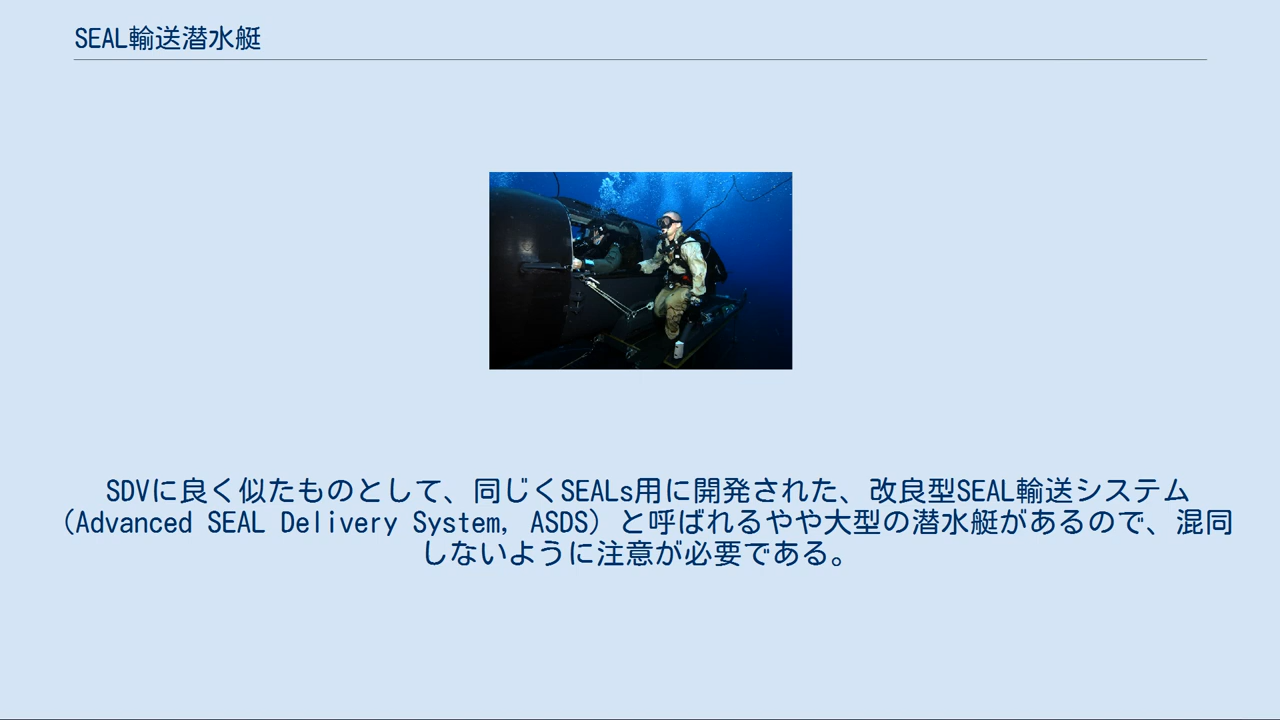 SEAL輸送潜水艇
SDVに良く似たものとして、同じくSEALs用に開発された、改良型SEAL輸送システム
（Advanced SEAL Delivery System, ASDS）と呼ばれるやや大型の潜水艇があるので、混同
しないように注意が必要である。